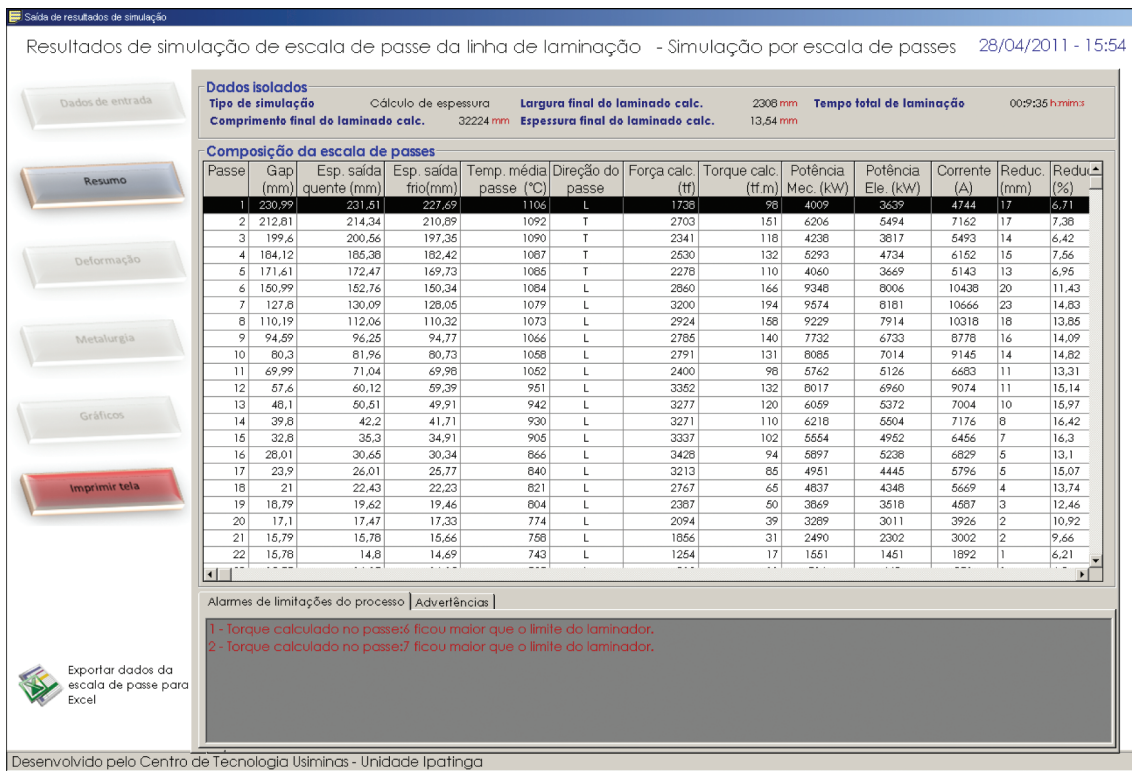 Saída de resultados de simulação
Resultados de simulação de escala de passe da linha de laminação - Simulação por escala de passes 28/04/2011 - 15:54
Dados de entrada
Resumo
Deformação
Metalurgia
Gráficos
Imprimir tela
Exportar dados da
escala de passe para
Excel
Dados isolados
Tipo de simulação Cálculo de espessura Largura final do laminado calc. 2308 mm Tempo total de laminação 00:9:35 h:mim:s
Comprimento final do laminado calc. 32224 mm Espessura final do laminado calc. 13,54 mm
Composição da escala de passes
Passe Gap Esp. saída Esp. saída Temp. média Direção do Força calc. Torque calc. Potência Potência Corrente Reduc. Reduc
(mm) quente (mm) frio(mm) passe (°C) passe (tf) (tf.m) Mec. (kW) Ele. (kW) (A) (mm) (%)
1 230,99 231,51 227,69 1106 L 1738 98 4009 3639 4744 17 6,71
2 212,81 214,34 210,89 1092 T 2703 151 6206 5494 7162 17 7,38
3 199,6 200,56 197,35 1090 T 2341 118 4238 3817 5493 14 6,42
4 184,12 185,38 182,42 1087 T 2530 132 5293 4734 6152 15 7,56
5 171,61 172,47 169,73 1085 T 2278 110 4060 3669 5143 13 6,95
6 150,99 152,76 150,34 1084 L 2860 166 9348 8006 10438 20 11,43
7 127,8 130,09 128,05 1079 L 3200 194 9574 8181 10666 23 14,83
8 110,19 112,06 110,32 1073 L 2924 158 9229 7914 10318 18 13,85
9 94,59 96,25 94,77 1066 L 2785 140 7732 6733 8778 16 14,09
10 80,3 81,96 80,73 1058 L 2791 131 8085 7014 9145 14 14,82
11 69,99 71,04 69,98 1052 L 2400 98 5762 5126 6683 11 13,31
12 57,6 60,12 59,39 951 L 3352 132 8017 6960 9074 11 15,14
13 48,1 50,51 49,91 942 L 3277 120 6059 5372 7004 10 15,97
14 39,8 42,2 41,71 930 L 3271 110 6218 5504 7176 8 16,42
15 32,8 35,3 34,91 905 L 3337 102 5554 4952 6456 7 16,3
16 28,01 30,65 30,34 866 L 3428 94 5897 5238 6829 5 13,1
17 23,9 26,01 25,77 840 L 3213 85 4951 4445 5796 5 15,07
18 21 22,43 22,23 821 L 2767 65 4837 4348 5669 4 13,74
19 18,79 19,62 19,46 804 L 2387 50 3869 3518 4587 3 12,46
20 17,1 17,47 17,33 774 L 2094 39 3289 3011 3926 2 10,92
21 15,79 15,78 15,66 758 L 1856 31 2490 2302 3002 2 9,66
22 15,78 14,8 14,69 743 L 1254 17 1551 1451 1892 1 6,21
Alarmes de limitações do processo Advertências
1 - Torque calculado no passe:6 ficou maior que o limite do laminador.
2 - Torque calculado no passe:7 ficou maior que o limite do laminador.
Desenvolvido pelo Centro de Tecnologia Usiminas - Unidade Ipatinga